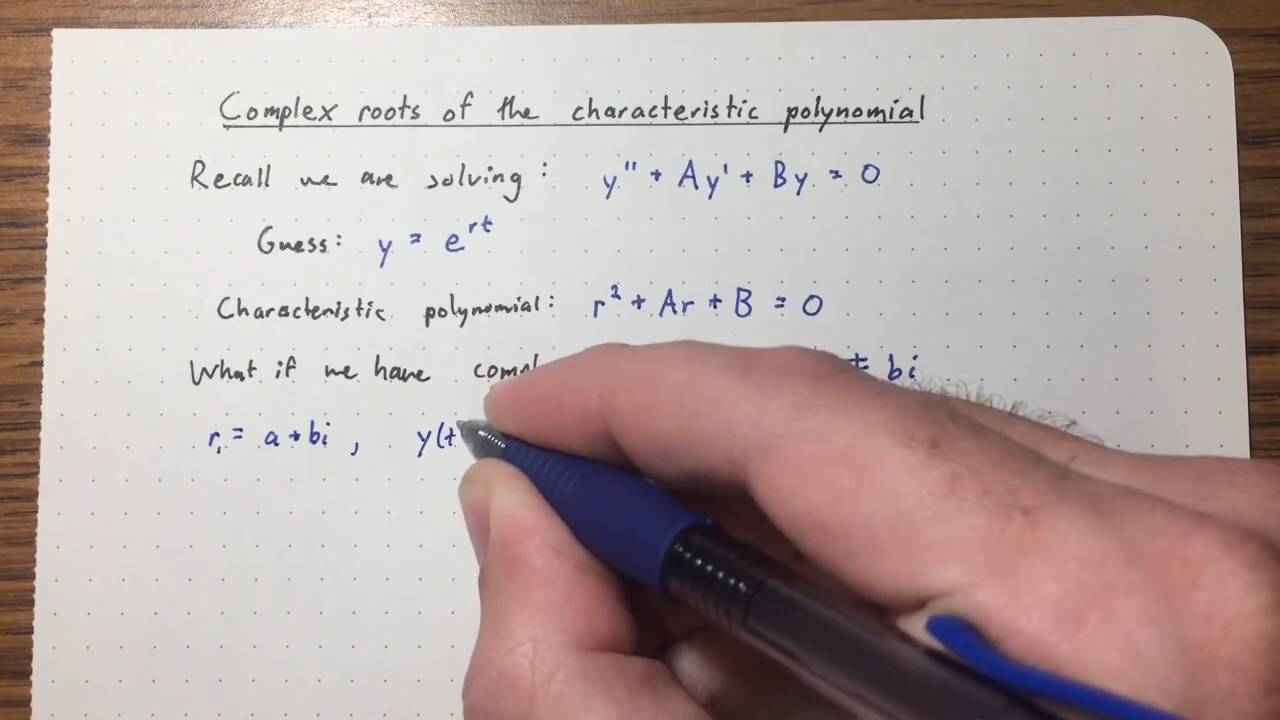 Complex roots of the characteristic polynomial
Recall we are solving: y'' + Ay' + By = 0
Guess: y = e^{rt}
Characteristic polynomial: r² + Ar + B = 0
What if we have ± bi
r₁ = a+bi, y(t